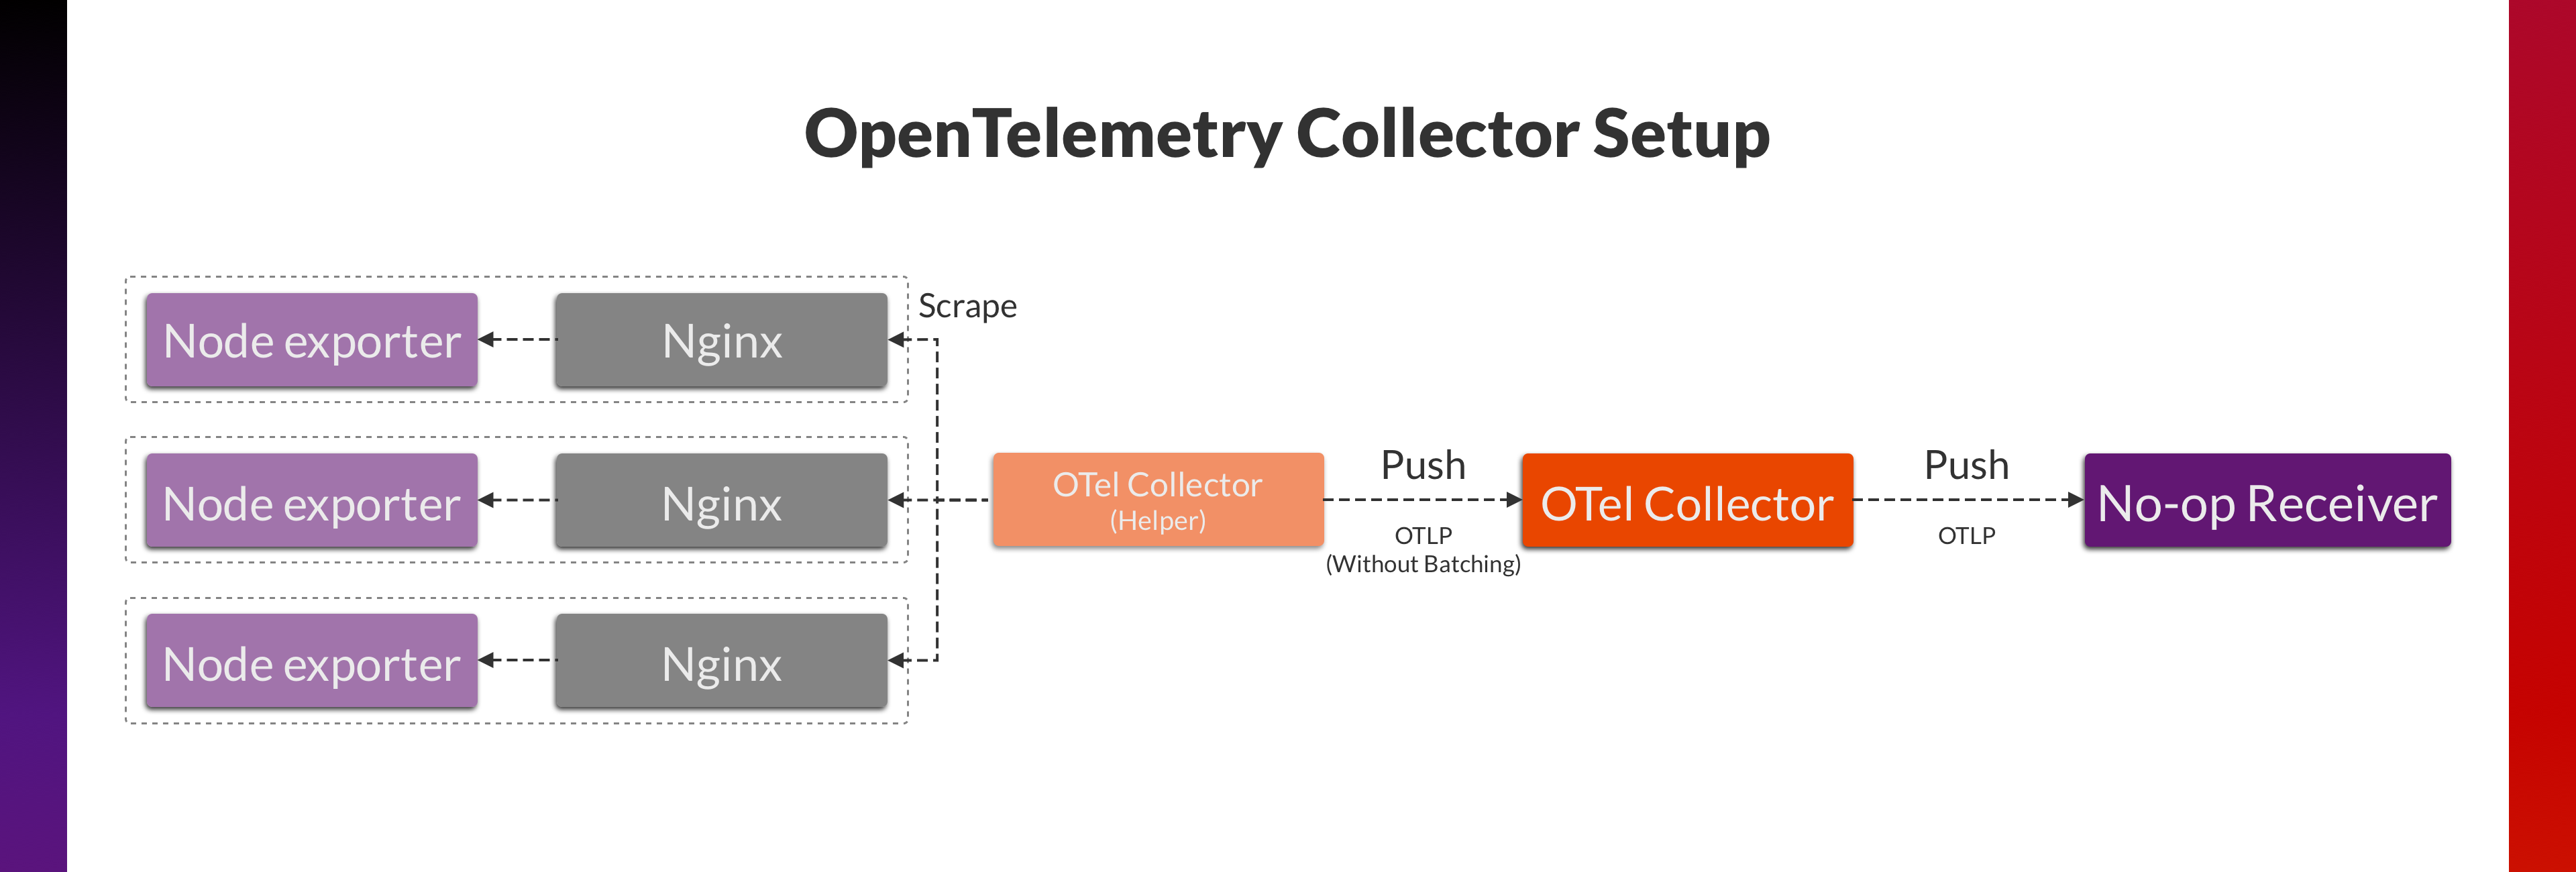 OpenTelemetry Collector Setup
Scrape
Node exporter
Nginx
Node exporter
Nginx
Node exporter
Nginx
OTel Collector
(Helper)
Push
OTLP
(Without Batching)
OTel Collector
Push
OTLP
No-op Receiver